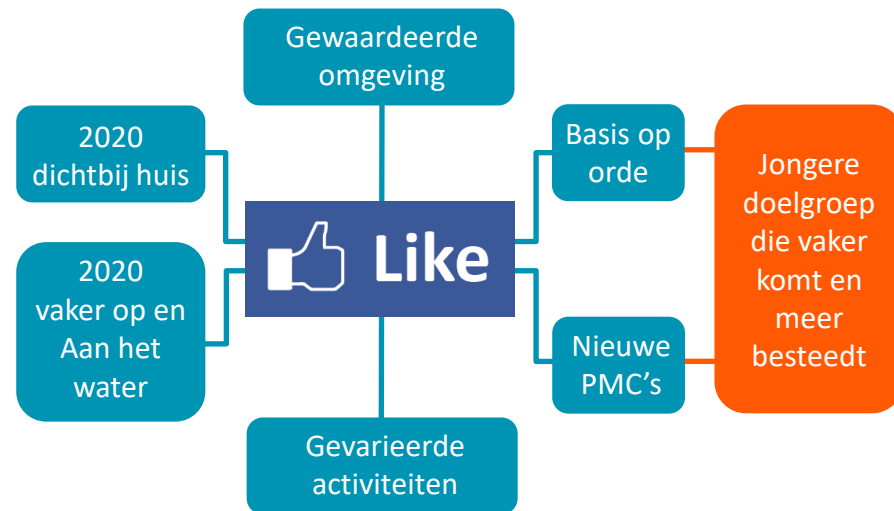 Gewaardeerde
omgeving
2020
dichtbij huis
Basis op
orde
Jongere
doelgroep
die vaker
komt en
meer
besteedt
Like
2020
vaker op en
Aan het
water
Nieuwe
PMC's
Gevarieerde
activiteiten